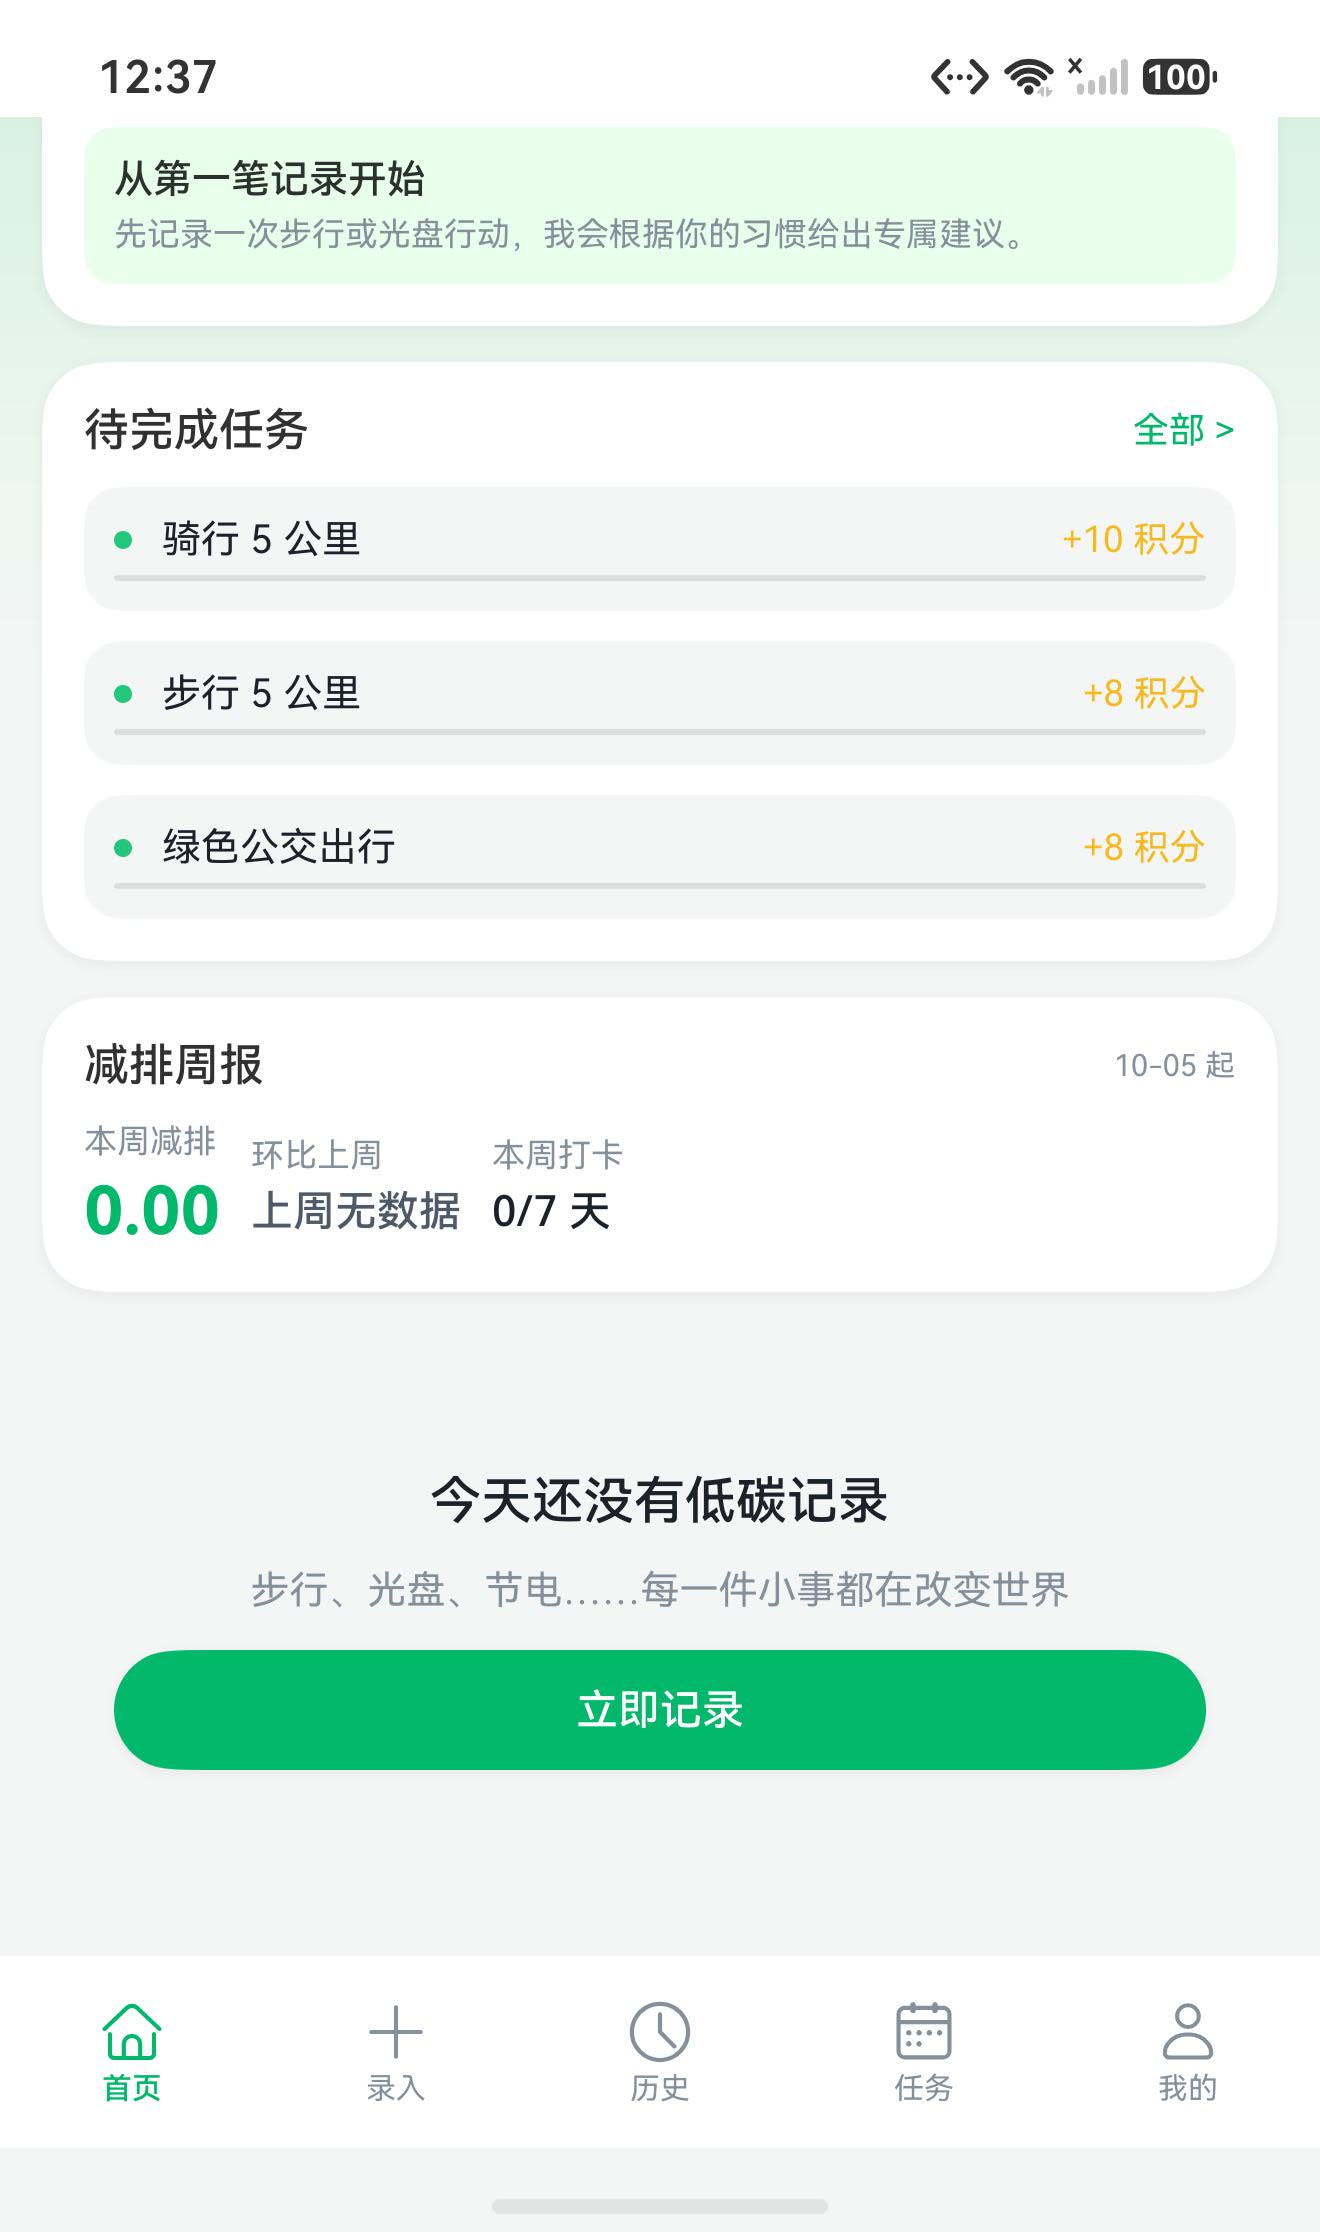 12:37
100
从第一笔记录开始
先记录一次步行或光盘行动，我会根据你的习惯给出专属建议。
待完成任务
全部 >
骑行 5 公里
+10 积分
步行 5 公里
+8 积分
绿色公交出行
+8 积分
减排周报
10-05 起
本周减排
环比上周
本周打卡
0.00
上周无数据
0/7 天
今天还没有低碳记录
步行、光盘、节电……每一件小事都在改变世界
立即记录
首页
录入
历史
任务
我的